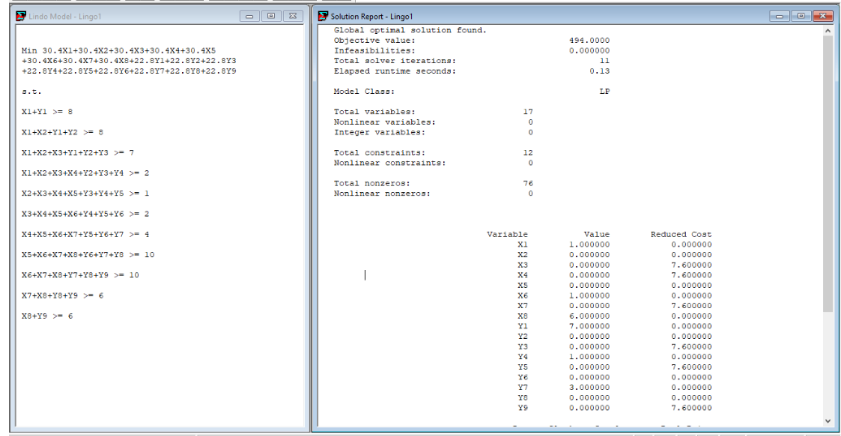 Lindo Model - Lingo1
Min 30.4X1+30.4X2+30.4X3+30.4X4+30.4X5
+30.4X6+30.4X7+30.4X8+22.8Y1+22.8Y2+22.8Y3
+22.8Y4+22.8Y5+22.8Y6+22.8Y7+22.8Y8+22.8Y9
s.t.
X1+Y1 >= 8
X1+X2+Y1+Y2 >= 8
X1+X2+X3+Y1+Y2+Y3 >= 7
X1+X2+X3+X4+Y2+Y3+Y4 >= 2
X2+X3+X4+X5+Y3+Y4+Y5 >= 1
X3+X4+X5+X6+Y4+Y5+Y6 >= 2
X4+X5+X6+X7+Y5+Y6+Y7 >= 4
X5+X6+X7+X8+Y6+Y7+Y8 >= 10
X6+X7+X8+Y7+Y8+Y9 >= 10
X7+X8+Y8+Y9 >= 6
X8+Y9 >= 6
Solution Report - Lingo1
Global optimal solution found.
Objective value: 494.0000
Infeasibilities: 0.000000
Total solver iterations: 11
Elapsed runtime seconds: 0.13
Model Class: LP
Total variables: 17
Nonlinear variables: 0
Integer variables: 0
Total constraints: 12
Nonlinear constraints: 0
Total nonzeros: 76
Nonlinear nonzeros: 0
Variable Value Reduced Cost
X1 1.000000 0.000000
X2 0.000000 0.000000
X3 0.000000 7.600000
X4 0.000000 7.600000
X5 0.000000 0.000000
X6 1.000000 0.000000
X7 0.000000 7.600000
X8 6.000000 0.000000
Y1 7.000000 0.000000
Y2 0.000000 0.000000
Y3 0.000000 7.600000
Y4 1.000000 0.000000
Y5 0.000000 7.600000
Y6 0.000000 0.000000
Y7 3.000000 0.000000
Y8 0.000000 0.000000
Y9 0.000000 7.600000